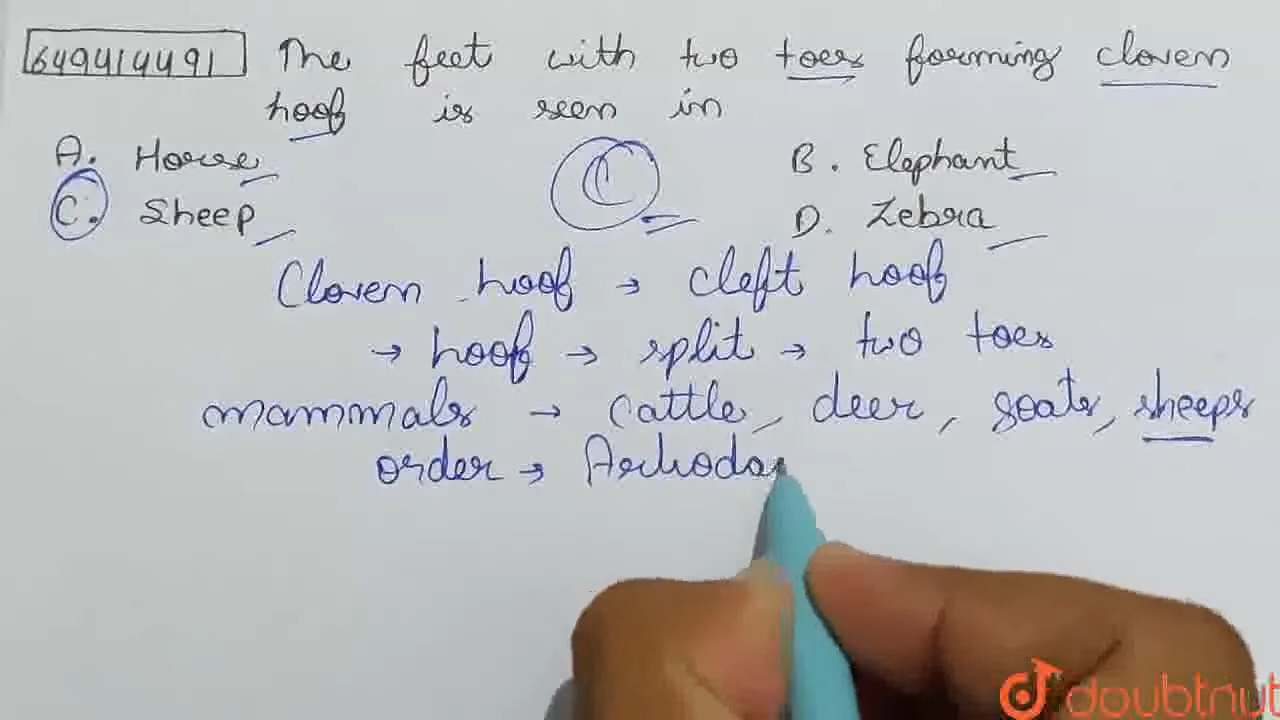 649414491 The feet with two toes forming cloven
hoof is seen in
A. Horse B. Elephant
C. Sheep C D. Zebra
Cloven hoof → cleft hoof
→ hoof → split → two toes
mammals → cattle, deer, goats, sheeps
order →
doubtnut